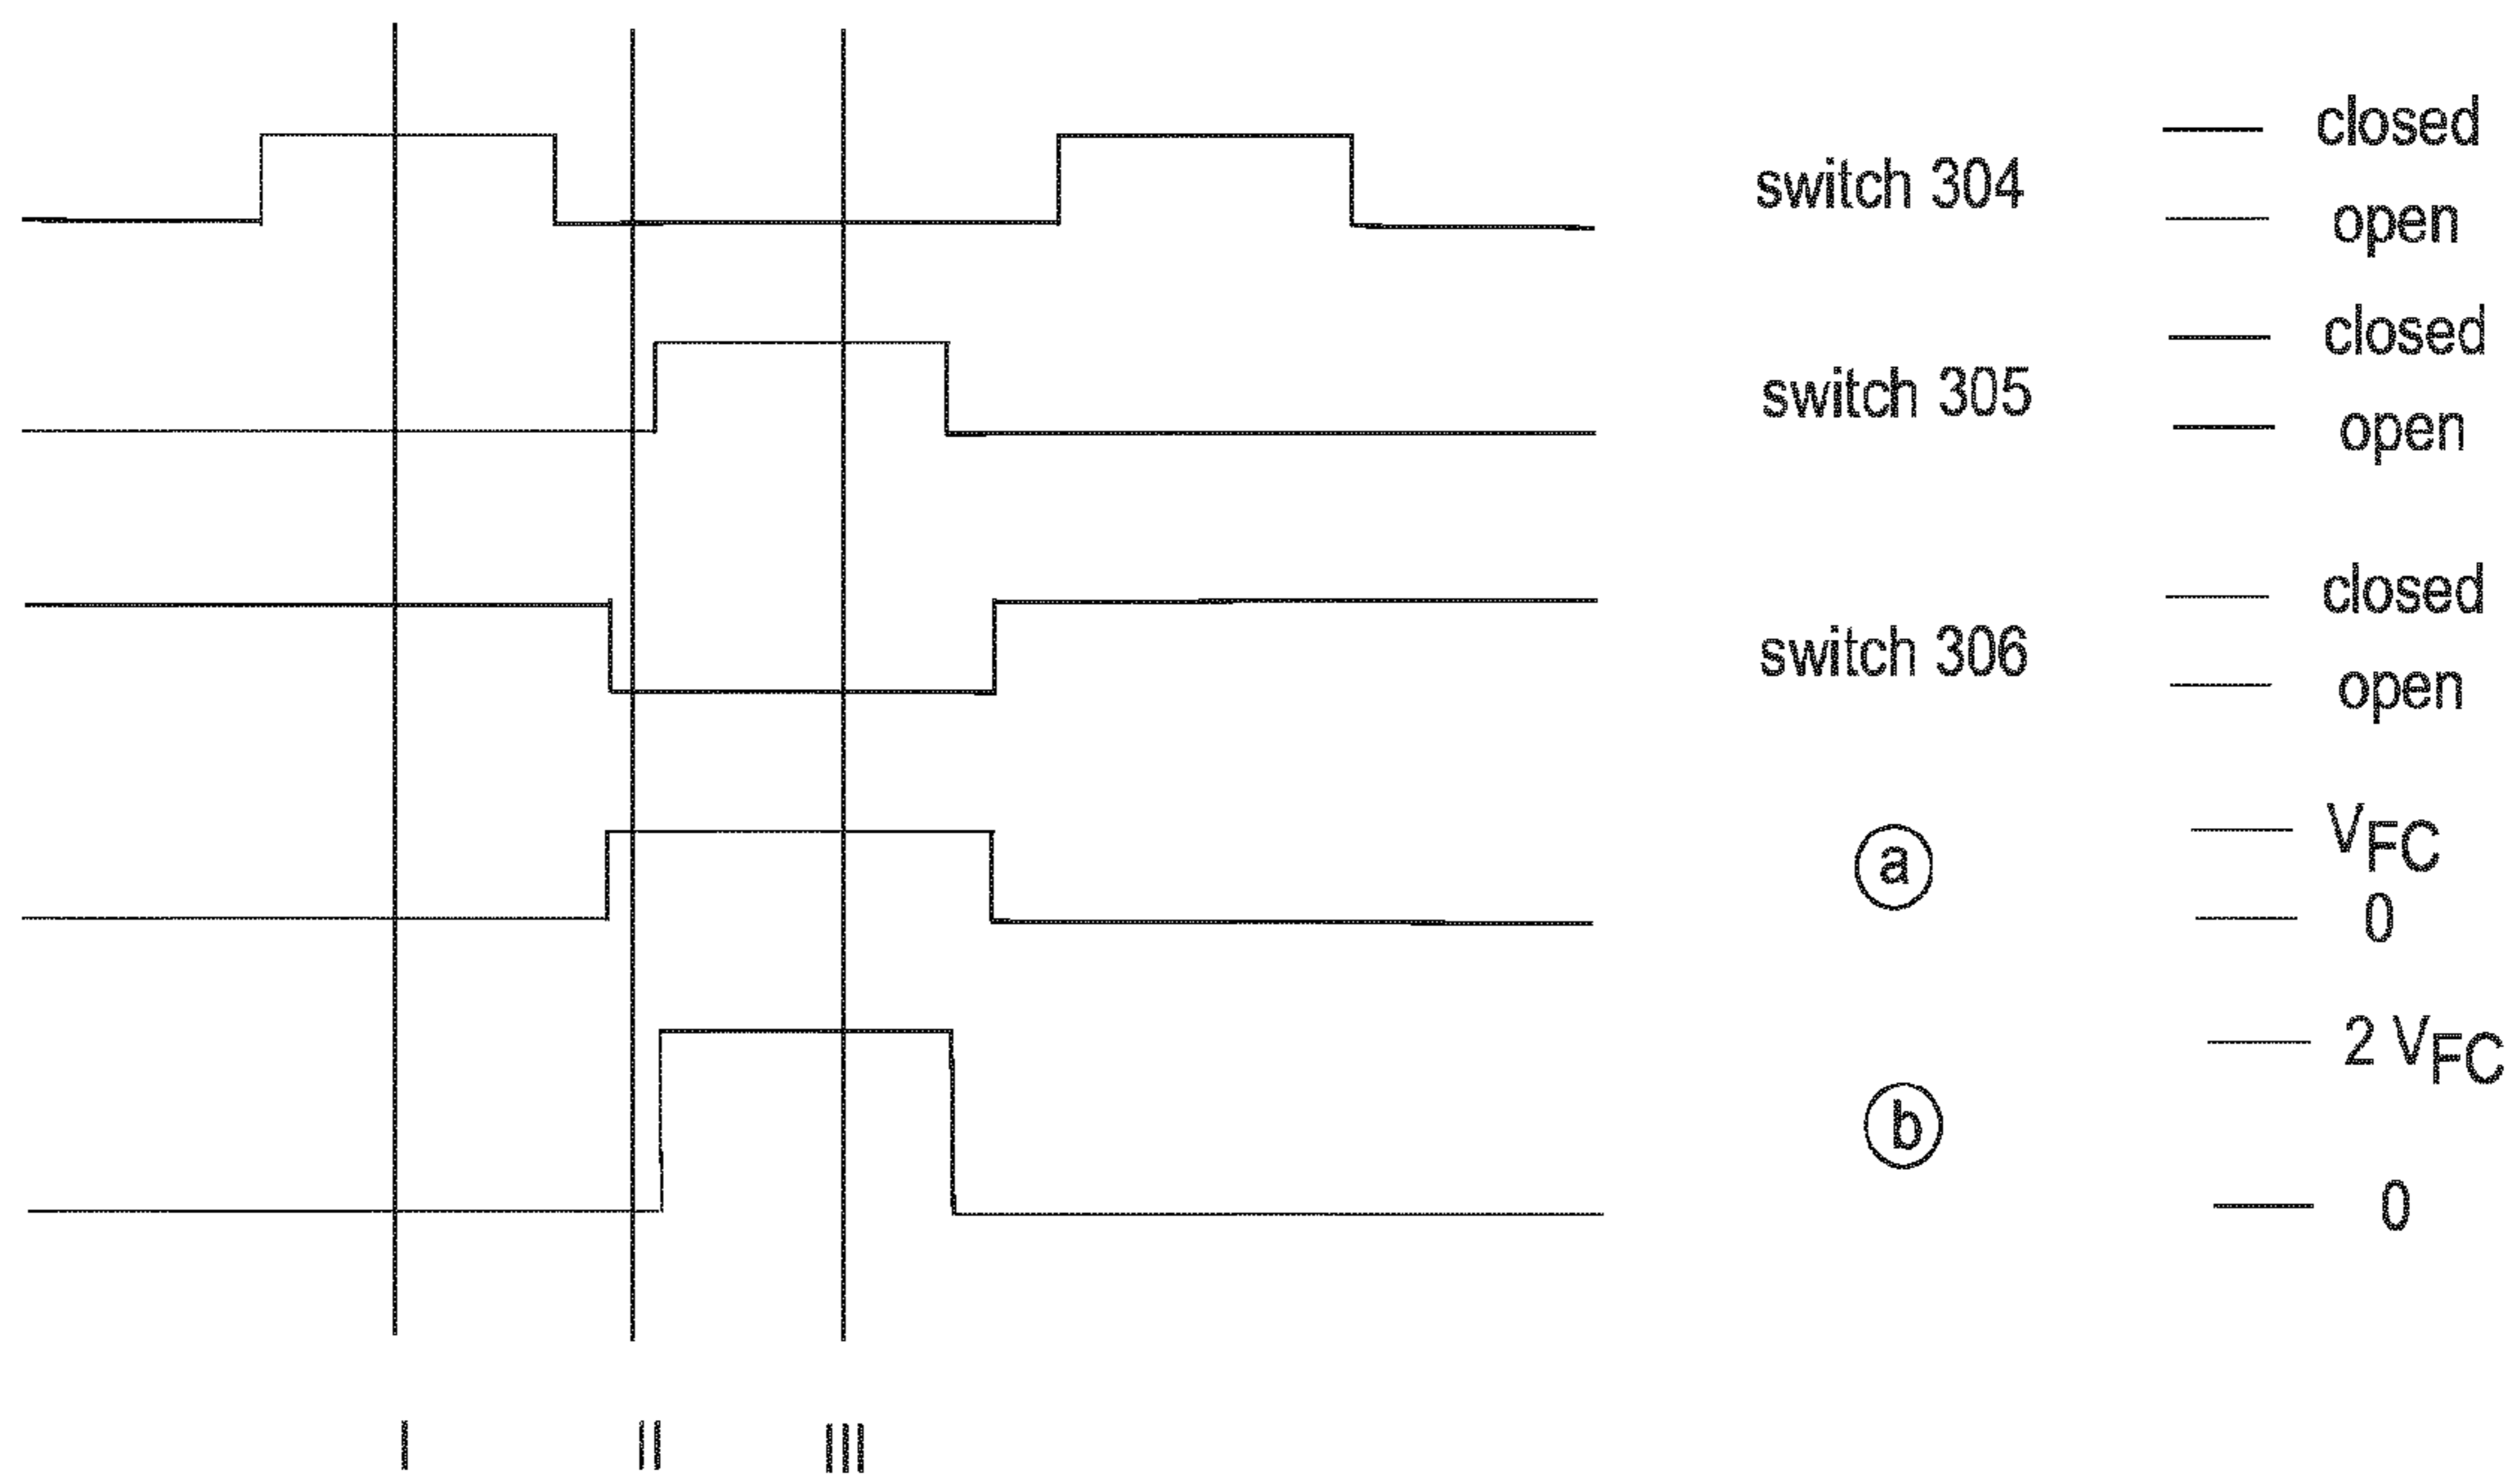 closed
switch 304
open
closed
switch 305
open
closed
switch 306
open
VFC
a
0
2 VFC
b
0
I II III